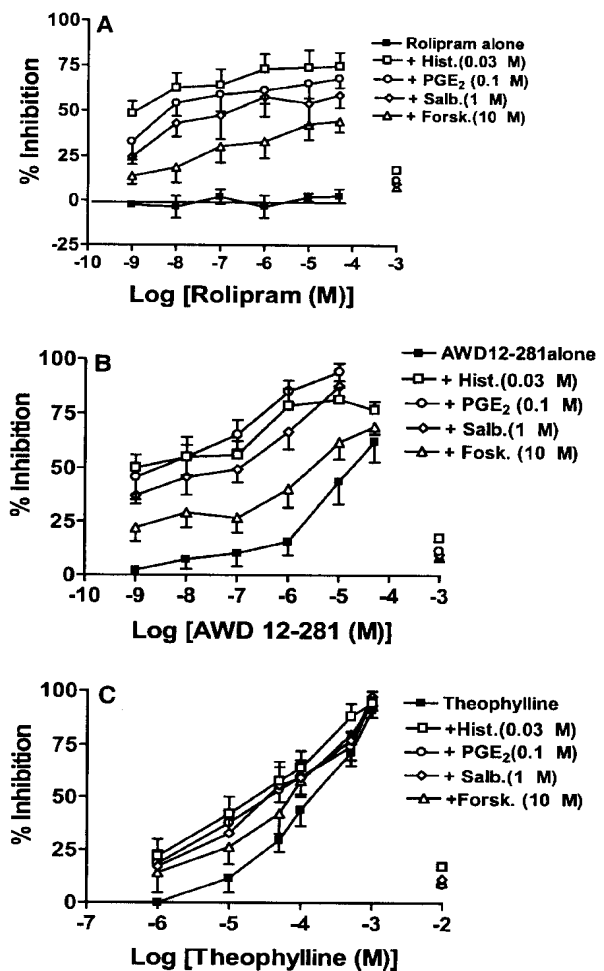 A
75
50
25
0
-25
% Inhibition
-10 -9 -8 -7 -6 -5 -4 -3
Log [Rolipram (M)]
Rolipram alone
+ Hist.(0.03 M)
+ PGE2 (0.1 M)
+ Salb.(1 M)
+ Forsk.(10 M)
B
100
75
50
25
0
% Inhibition
-10 -9 -8 -7 -6 -5 -4 -3
Log [AWD 12-281 (M)]
AWD12-281alone
+ Hist.(0.03 M)
+ PGE2 (0.1 M)
+ Salb.(1 M)
+ Fosk. (10 M)
C
100
75
50
25
0
% Inhibition
-7 -6 -5 -4 -3 -2
Log [Theophylline (M)]
Theophylline
+Hist.(0.03 M)
+ PGE2(0.1 M)
+ Salb.(1 M)
+Forsk. (10 M)